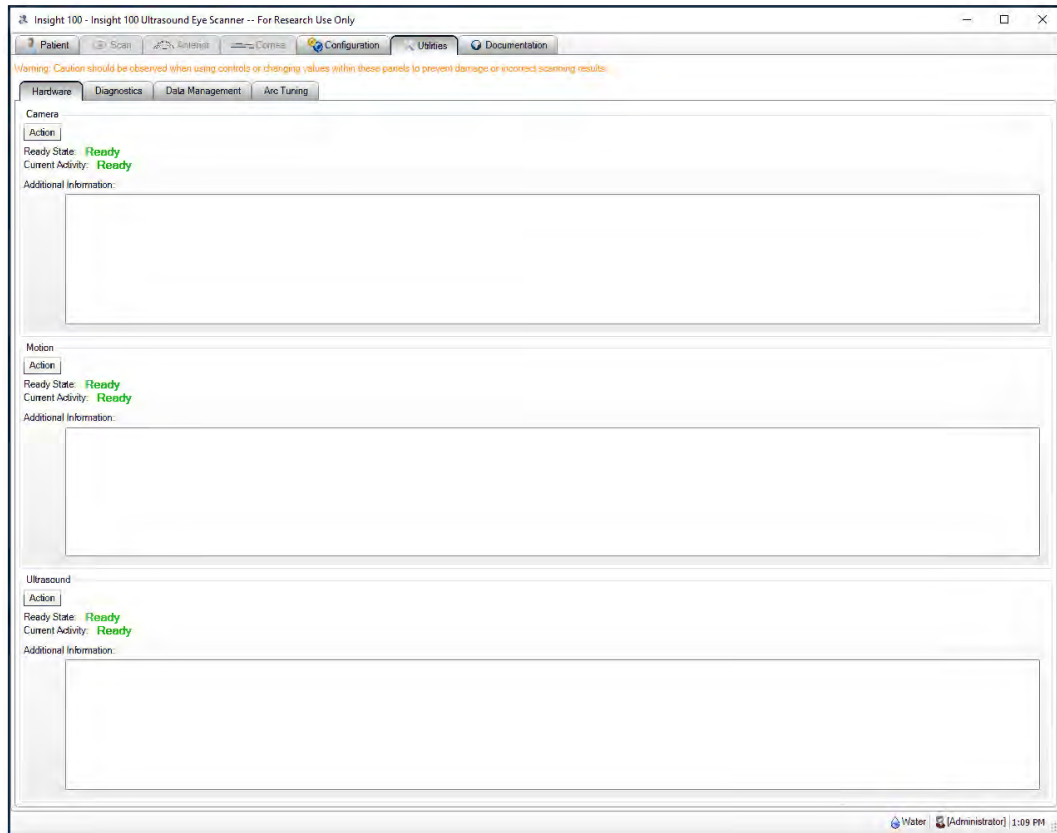 Insight 100 - Insight 100 Ultrasound Eye Scanner -- For Research Use Only
Patient Scan Anterior Cornea Configuration Utilities Documentation
Warning: Caution should be observed when using controls or changing values within these panels to prevent damage or incorrect scanning results.
Hardware Diagnostics Data Management Arc Tuning
Camera
Action
Ready State: Ready
Current Activity: Ready
Additional Information:
Motion
Action
Ready State: Ready
Current Activity: Ready
Additional Information:
Ultrasound
Action
Ready State: Ready
Current Activity: Ready
Additional Information:
Water [Administrator] 1:09 PM